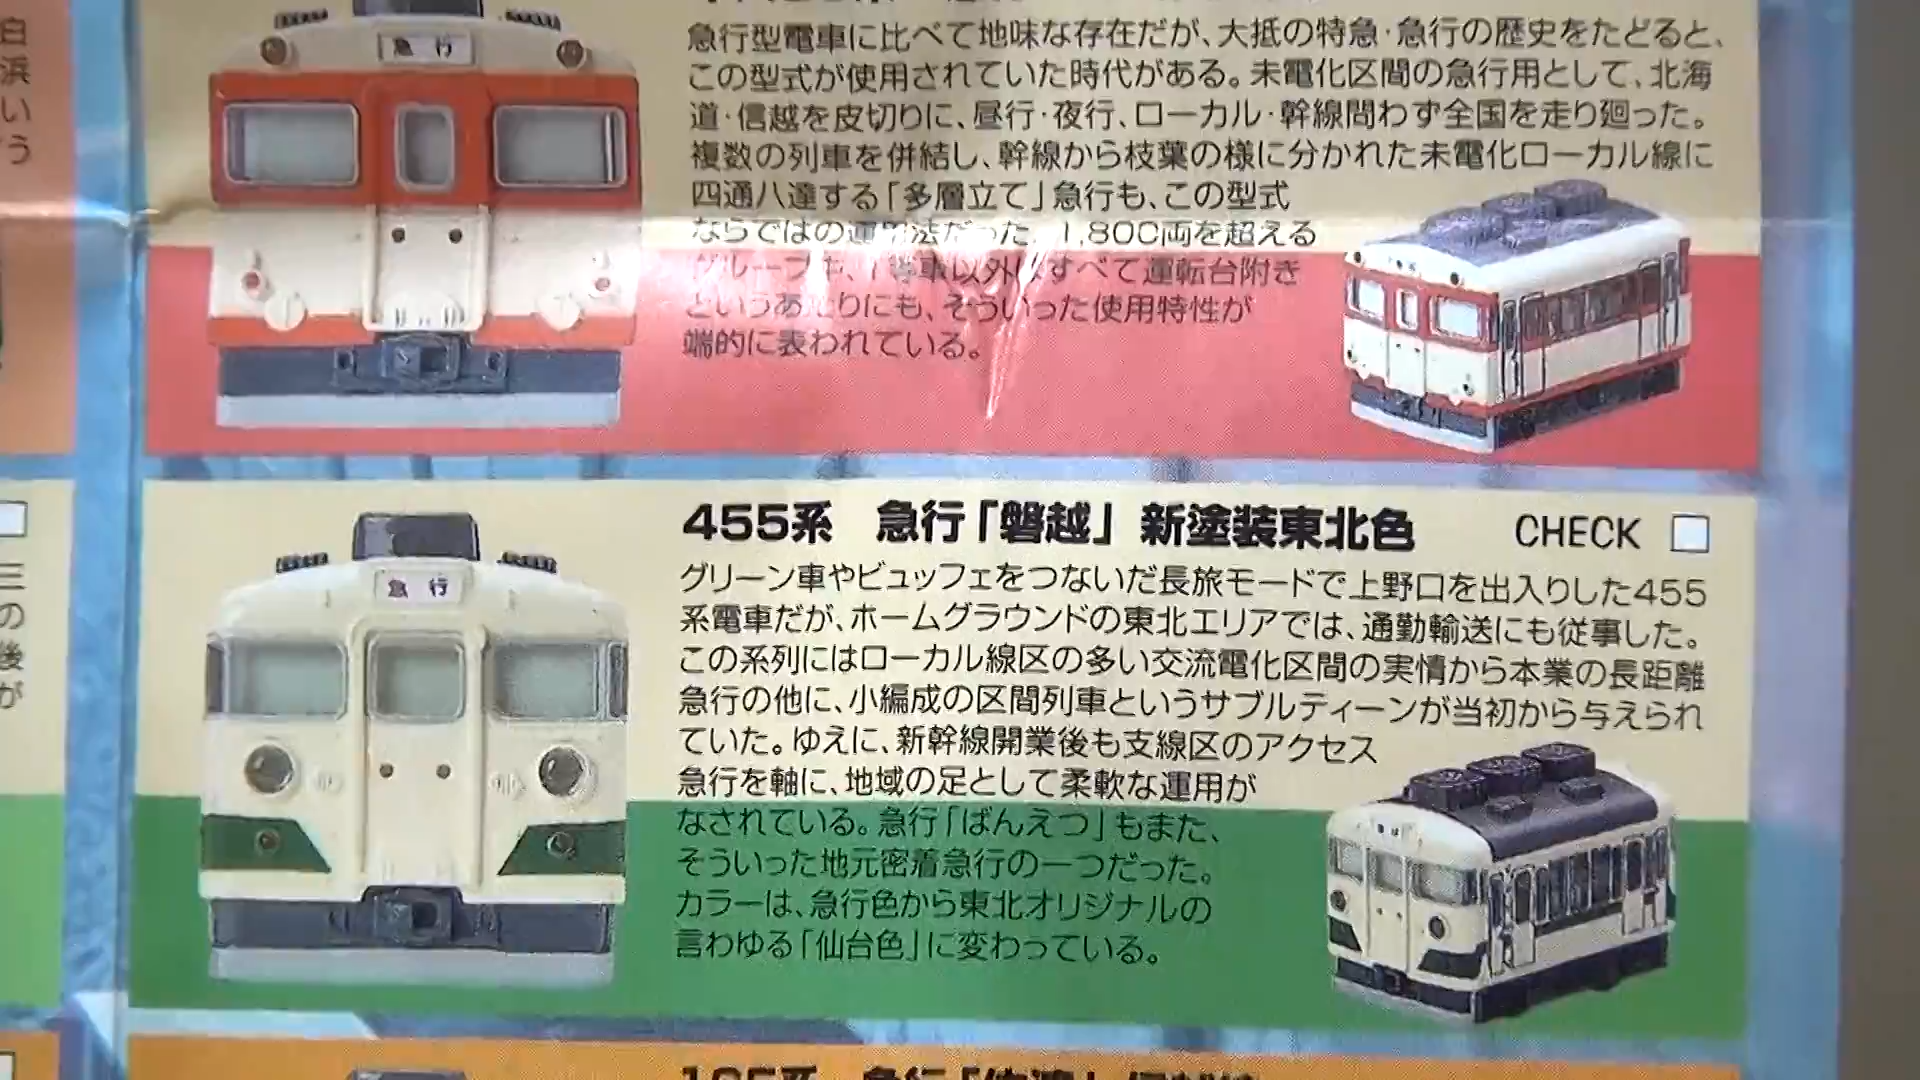 急行
急行型電車に比べて地味な存在だが、大抵の特急・急行の歴史をたどると、
この型式が使用されていた時代がある。未電化区間の急行用として、北海
道・信越を皮切りに、昼行・夜行、ローカル・幹線問わず全国を走り廻った。
複数の列車を併結し、幹線から枝葉の様に分かれた未電化ローカル線に
四通八達する「多層立て」急行も、この型式
ならではの運用法だった。1,800両を超える
グループ中、1等車以外はすべて運転台附き
というあたりにも、そういった使用特性が
端的に表われている。
455系 急行「磐越」 新塗装東北色 CHECK
急行
グリーン車やビュッフェをつないだ長旅モードで上野口を出入りした455
系電車だが、ホームグラウンドの東北エリアでは、通勤輸送にも従事した。
この系列にはローカル線区の多い交流電化区間の実情から本業の長距離
急行の他に、小編成の区間列車というサブルティーンが当初から与えられ
ていた。ゆえに、新幹線開業後も支線区のアクセス
急行を軸に、地域の足として柔軟な運用が
なされている。急行「ばんえつ」もまた、
そういった地元密着急行の一つだった。
カラーは、急行色から東北オリジナルの
言わゆる「仙台色」に変わっている。
白
浜
い
う
三
の
後
が